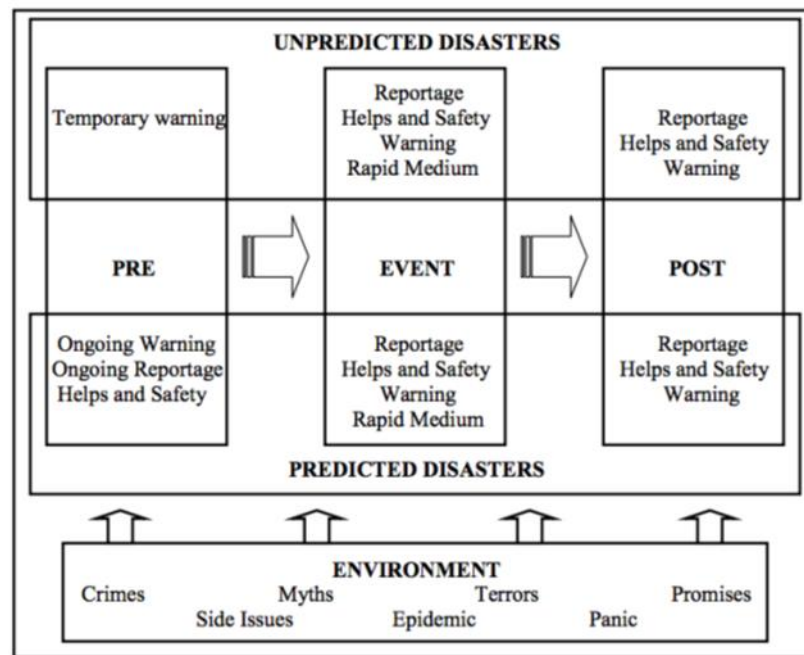 UNPREDICTED DISASTERS
Temporary warning
Reportage
Helps and Safety
Warning
Rapid Medium
Reportage
Helps and Safety
Warning
PRE
EVENT
POST
Ongoing Warning
Ongoing Reportage
Helps and Safety
Reportage
Helps and Safety
Warning
Rapid Medium
Reportage
Helps and Safety
Warning
PREDICTED DISASTERS
ENVIRONMENT
Crimes Myths Terrors Promises
Side Issues Epidemic Panic